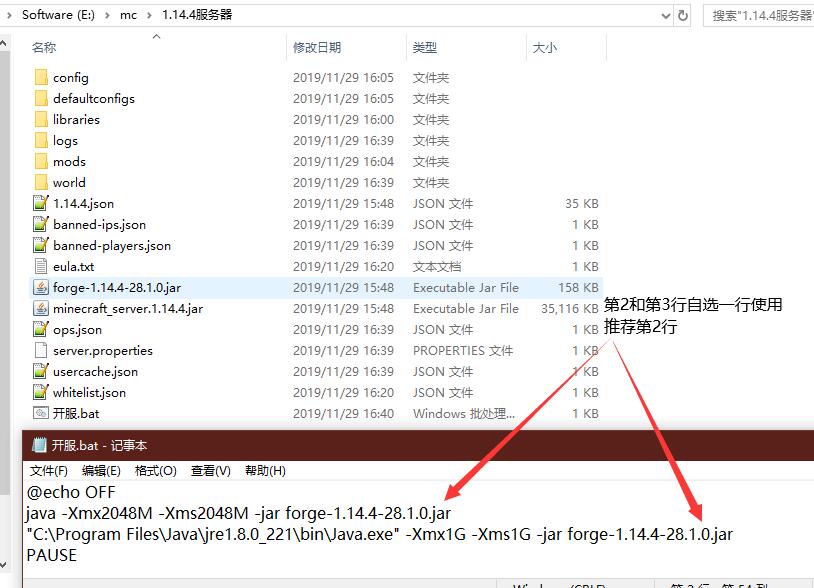 Software (E:) › mc › 1.14.4服务器
搜索"1.14.4服务器
名称 修改日期 类型 大小
config 2019/11/29 16:05 文件夹
defaultconfigs 2019/11/29 16:05 文件夹
libraries 2019/11/29 16:00 文件夹
logs 2019/11/29 16:39 文件夹
mods 2019/11/29 16:04 文件夹
world 2019/11/29 16:39 文件夹
1.14.4.json 2019/11/29 15:48 JSON 文件 35 KB
banned-ips.json 2019/11/29 16:39 JSON 文件 1 KB
banned-players.json 2019/11/29 16:39 JSON 文件 1 KB
eula.txt 2019/11/29 16:20 文本文档 1 KB
forge-1.14.4-28.1.0.jar 2019/11/29 15:48 Executable Jar File 158 KB
minecraft_server.1.14.4.jar 2019/11/29 15:48 Executable Jar File 35,116 KB
ops.json 2019/11/29 16:39 JSON 文件 1 KB
server.properties 2019/11/29 16:39 PROPERTIES 文件 1 KB
usercache.json 2019/11/29 16:39 JSON 文件 1 KB
whitelist.json 2019/11/29 16:20 JSON 文件 1 KB
开服.bat 2019/11/29 16:40 Windows 批处理... 1 KB
第2和第3行自选一行使用
推荐第2行
开服.bat - 记事本
文件(F) 编辑(E) 格式(O) 查看(V) 帮助(H)
@echo OFF
java -Xmx2048M -Xms2048M -jar forge-1.14.4-28.1.0.jar
"C:\Program Files\Java\jre1.8.0_221\bin\Java.exe" -Xmx1G -Xms1G -jar forge-1.14.4-28.1.0.jar
PAUSE